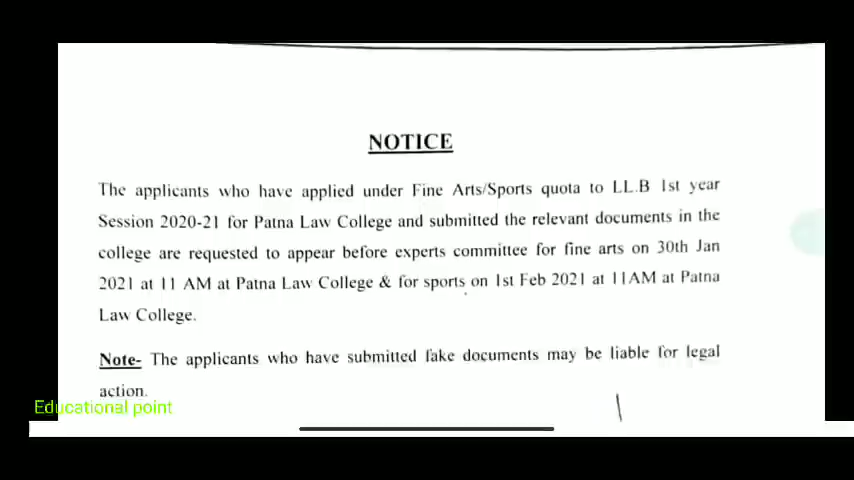 NOTICE
The applicants who have applied under Fine Arts/Sports quota to LL.B 1st year
Session 2020-21 for Patna Law College and submitted the relevant documents in the
college are requested to appear before experts committee for fine arts on 30th Jan
2021 at 11 AM at Patna Law College & for sports on 1st Feb 2021 at 11AM at Patna
Law College.
Note- The applicants who have submitted fake documents may be liable for legal
action.
Educational point